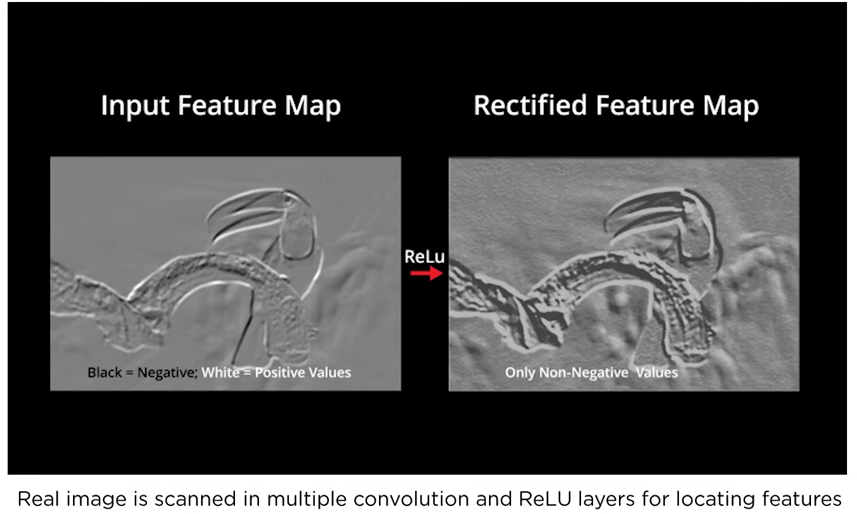 Input Feature Map
Rectified Feature Map
ReLu
Black = Negative; White = Positive Values
Only Non-Negative Values
Real image is scanned in multiple convolution and ReLU layers for locating features